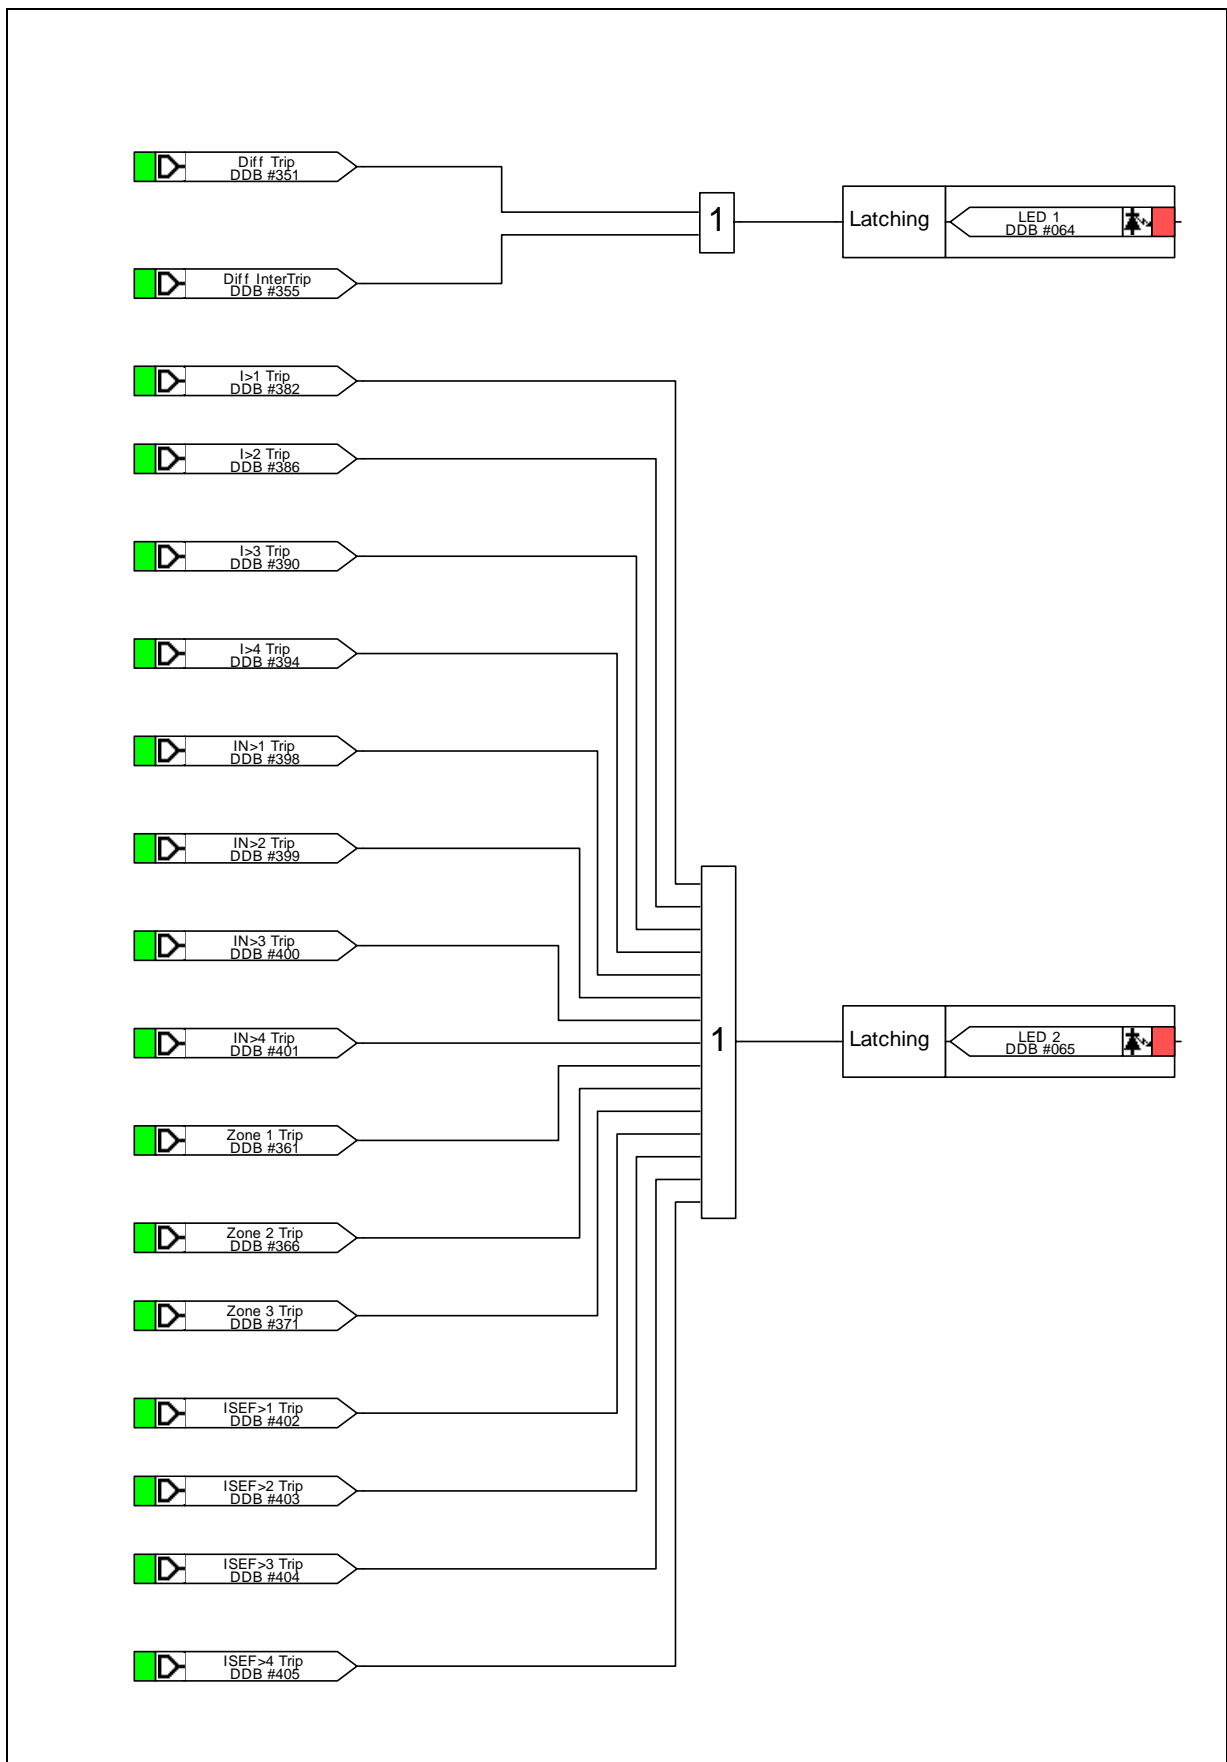 Diff Trip
DDB #351
1
Latching
LED 1
DDB #064
Diff InterTrip
DDB #355
I>1 Trip
DDB #382
I>2 Trip
DDB #386
I>3 Trip
DDB #390
I>4 Trip
DDB #394
IN>1 Trip
DDB #398
IN>2 Trip
DDB #399
IN>3 Trip
DDB #400
IN>4 Trip
DDB #401
1
Latching
LED 2
DDB #065
Zone 1 Trip
DDB #361
Zone 2 Trip
DDB #366
Zone 3 Trip
DDB #371
ISEF>1 Trip
DDB #402
ISEF>2 Trip
DDB #403
ISEF>3 Trip
DDB #404
ISEF>4 Trip
DDB #405